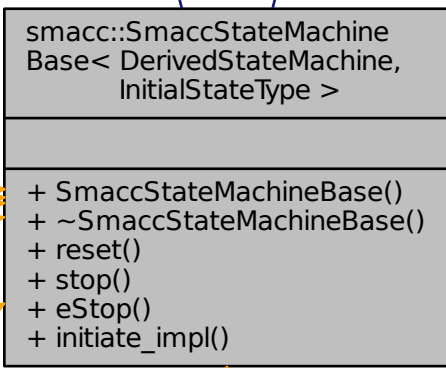 smacc::SmaccStateMachine
Base< DerivedStateMachine,
InitialStateType >
+ SmaccStateMachineBase()
+ ~SmaccStateMachineBase()
+ reset()
+ stop()
+ eStop()
+ initiate_impl()